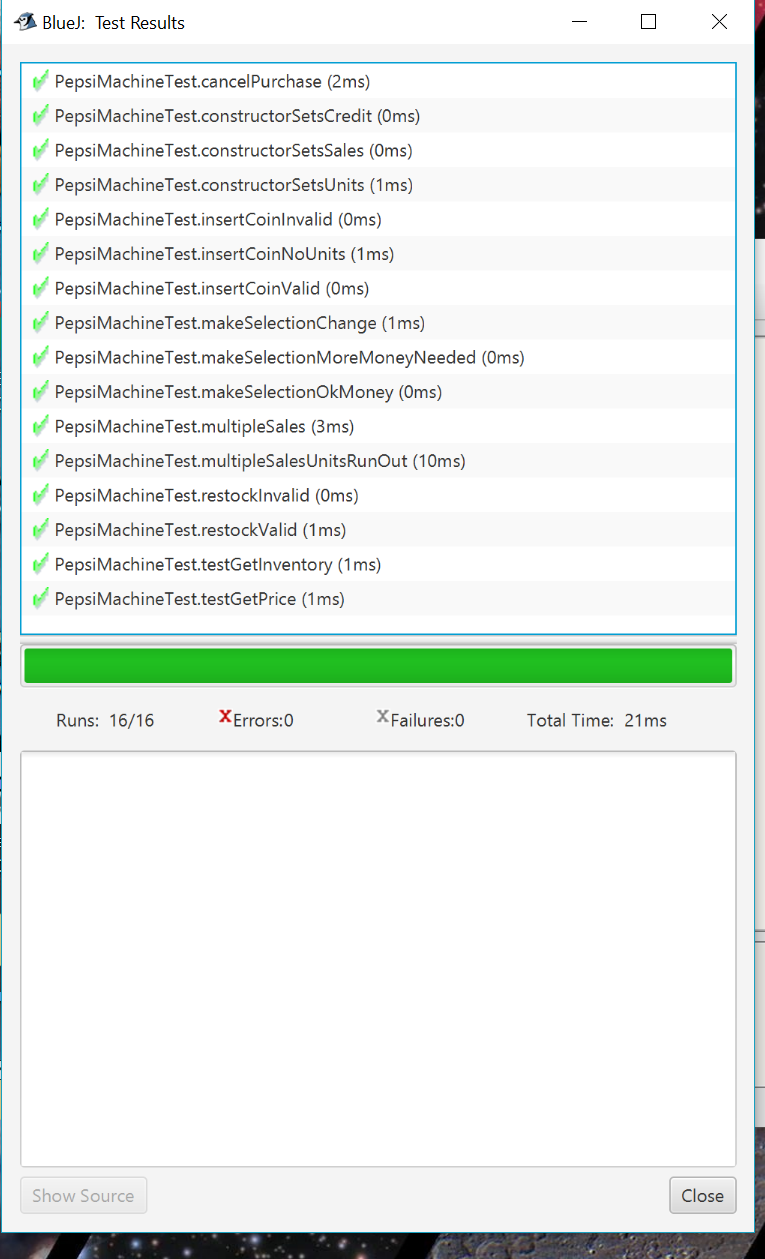 BlueJ: Test Results
PepsiMachineTest.cancelPurchase (2ms)
PepsiMachineTest.constructorSetsCredit (0ms)
PepsiMachineTest.constructorSetsSales (0ms)
PepsiMachineTest.constructorSetsUnits (1ms)
PepsiMachineTest.insertCoinInvalid (0ms)
PepsiMachineTest.insertCoinNoUnits (1ms)
PepsiMachineTest.insertCoinValid (0ms)
PepsiMachineTest.makeSelectionChange (1ms)
PepsiMachineTest.makeSelectionMoreMoneyNeeded (0ms)
PepsiMachineTest.makeSelectionOkMoney (0ms)
PepsiMachineTest.multipleSales (3ms)
PepsiMachineTest.multipleSalesUnitsRunOut (10ms)
PepsiMachineTest.restockInvalid (0ms)
PepsiMachineTest.restockValid (1ms)
PepsiMachineTest.testGetInventory (1ms)
PepsiMachineTest.testGetPrice (1ms)
Runs: 16/16 Errors:0 Failures:0 Total Time: 21ms
Show Source Close